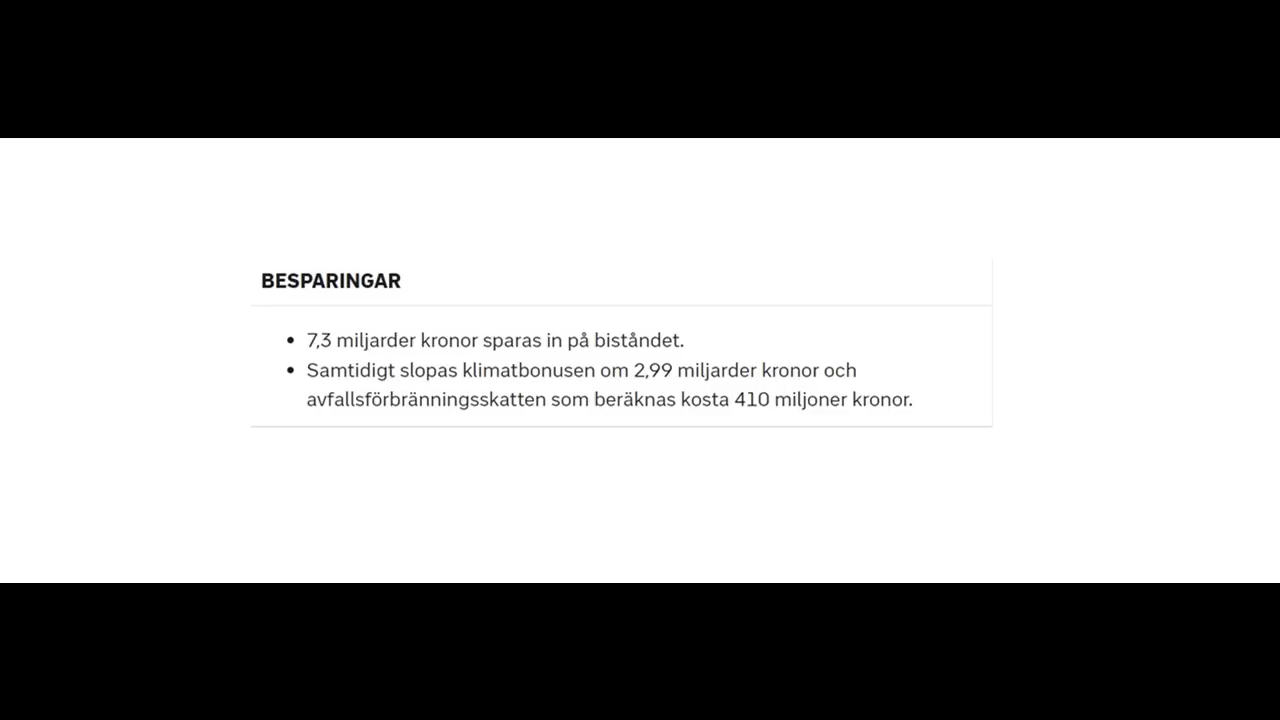 BESPARINGAR
• 7,3 miljarder kronor sparas in på biståndet.
• Samtidigt slopas klimatbonusen om 2,99 miljarder kronor och
avfallsförbränningsskatten som beräknas kosta 410 miljoner kronor.